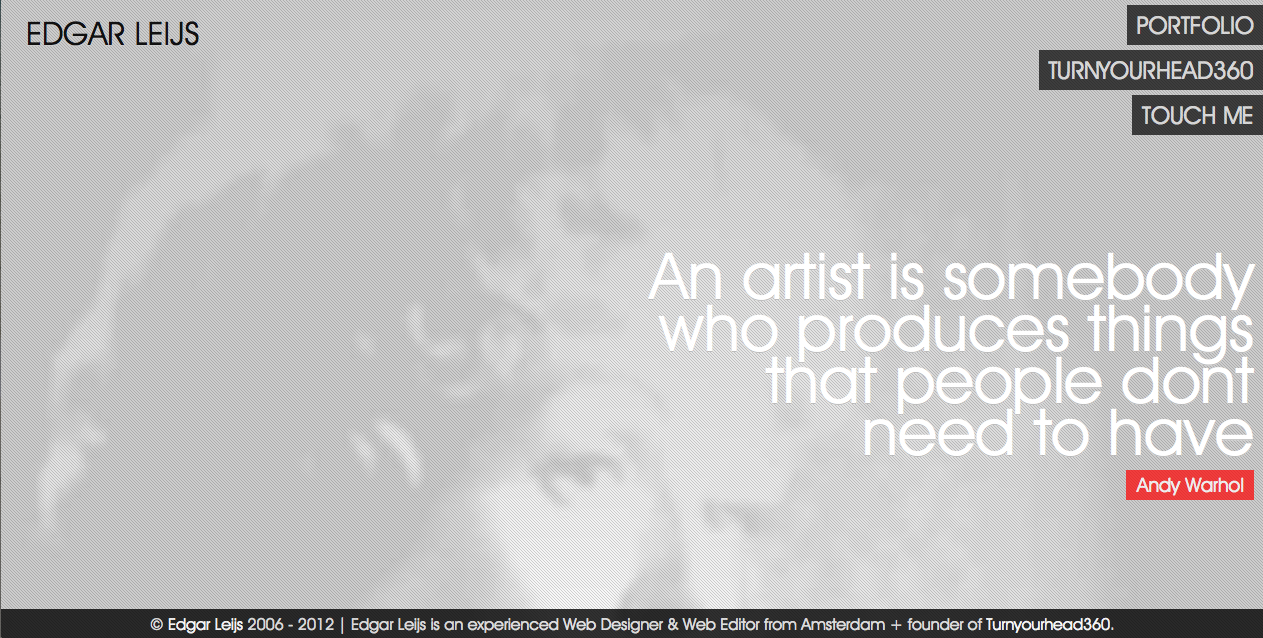 EDGAR LEIJS
PORTFOLIO
TURNYOURHEAD360
TOUCH ME
An artist is somebody
who produces things
that people dont
need to have
Andy Warhol
© Edgar Leijs 2006 - 2012 | Edgar Leijs is an experienced Web Designer & Web Editor from Amsterdam + founder of Turnyourhead360.